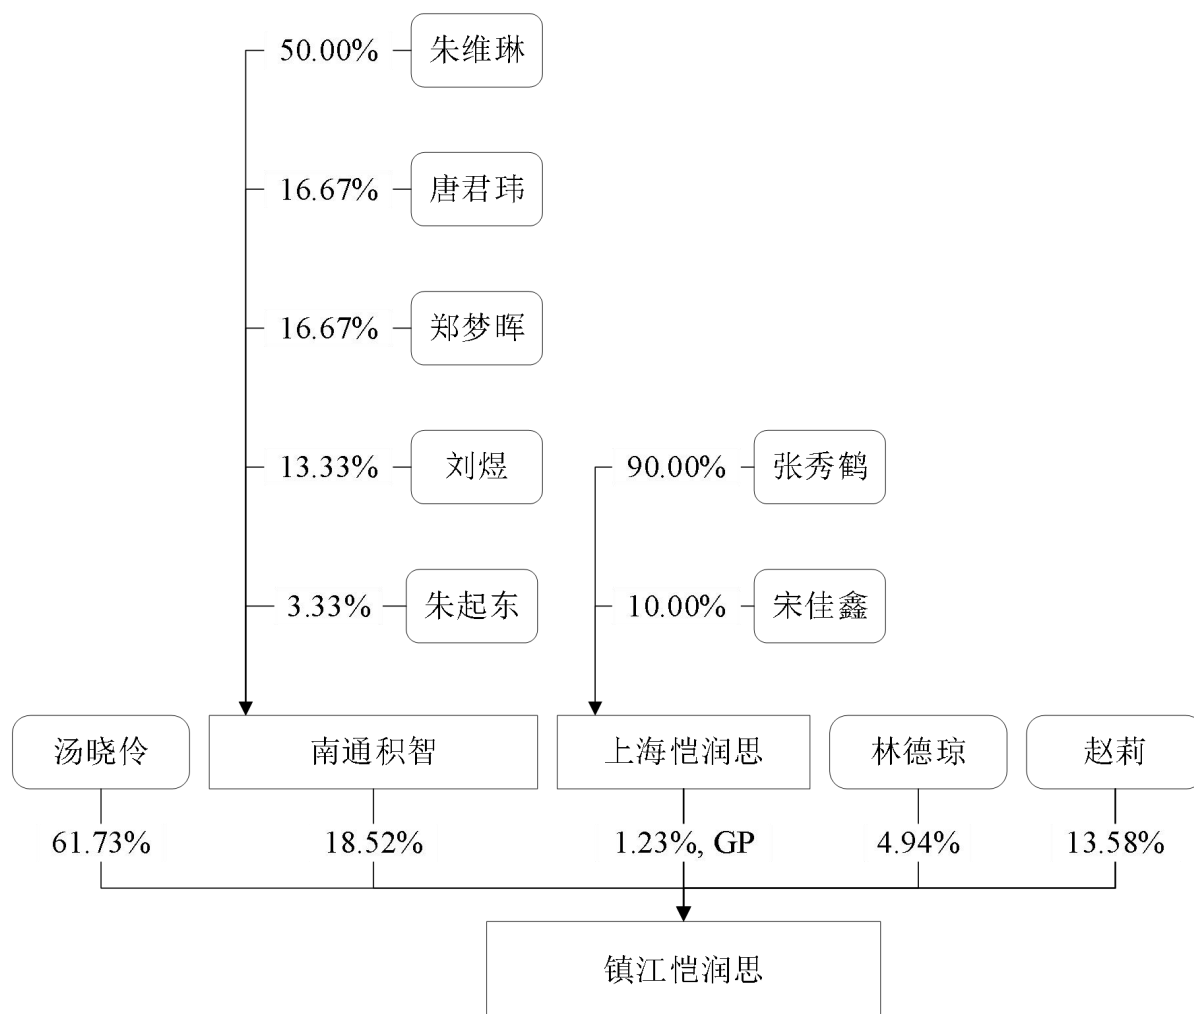 50.00% 朱维琳
16.67% 唐君玮
16.67% 郑梦晖
13.33% 刘煜 90.00% 张秀鹤
3.33% 朱起东 10.00% 宋佳鑫
汤晓伶 南通积智 上海恺润思 林德琼 赵莉
61.73% 18.52% 1.23%, GP 4.94% 13.58%
镇江恺润思